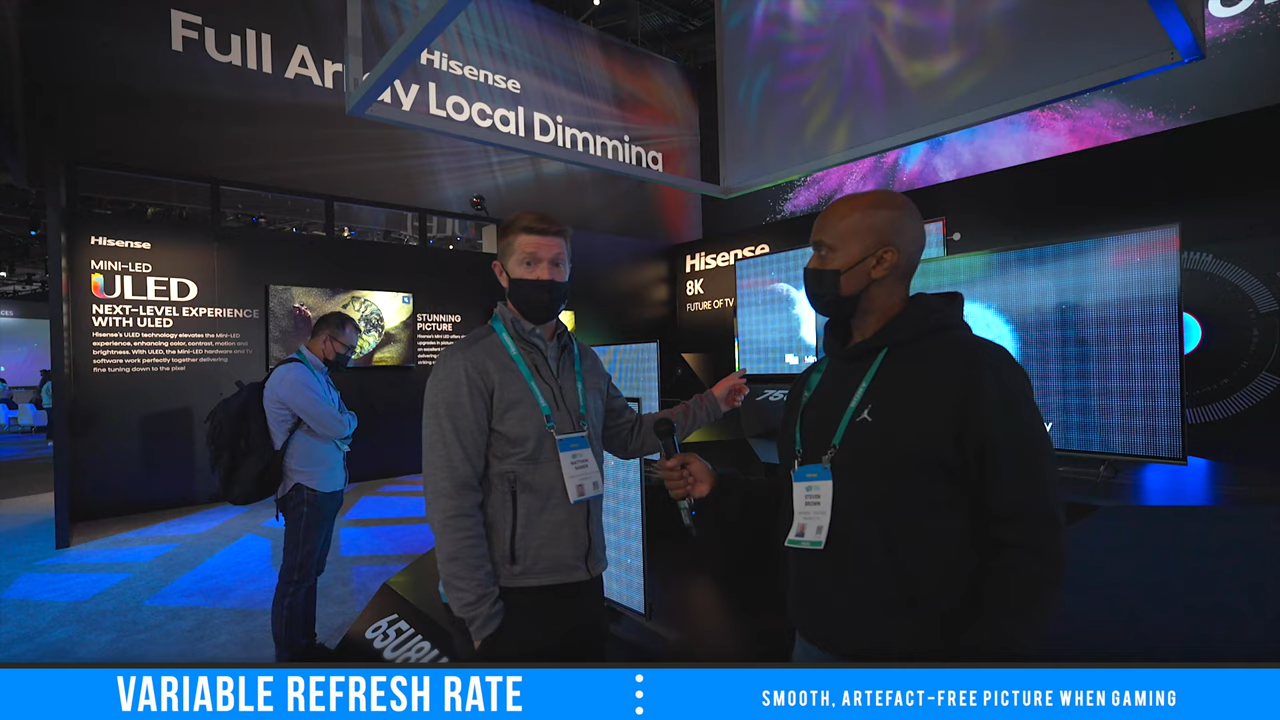 Full Array Local Dimming
Hisense
Hisense
MINI-LED
ULED
NEXT-LEVEL EXPERIENCE
WITH ULED
Hisense's ULED technology elevates the Mini-LED
experience, enhancing color, contrast, motion and
brightness. With ULED, the Mini-LED hardware and TV
software work perfectly together delivering
fine tuning down to the pixel!
STUNNING
PICTURE
Hisense
8K
FUTURE OF TV
STEVEN
BROWN
VARIABLE REFRESH RATE
SMOOTH, ARTEFACT-FREE PICTURE WHEN GAMING